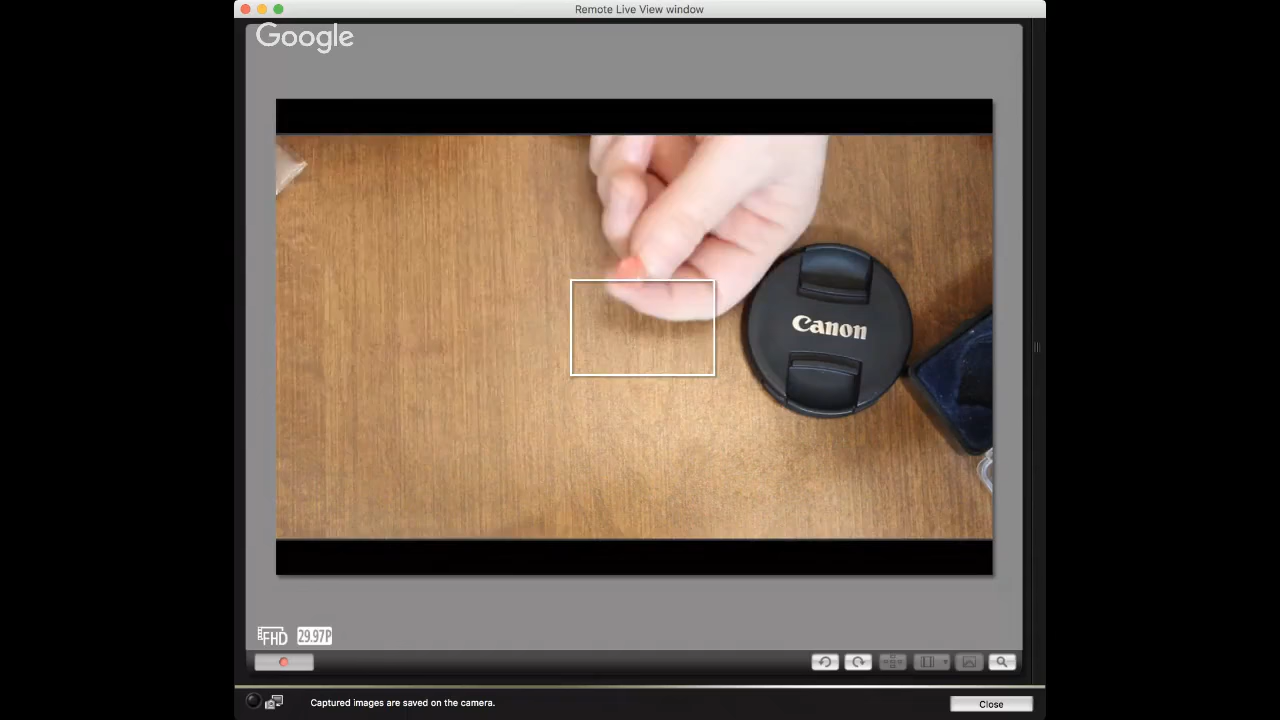 Remote Live View window
Google
Canon
FHD 29.97P
Captured images are saved on the camera.
Close